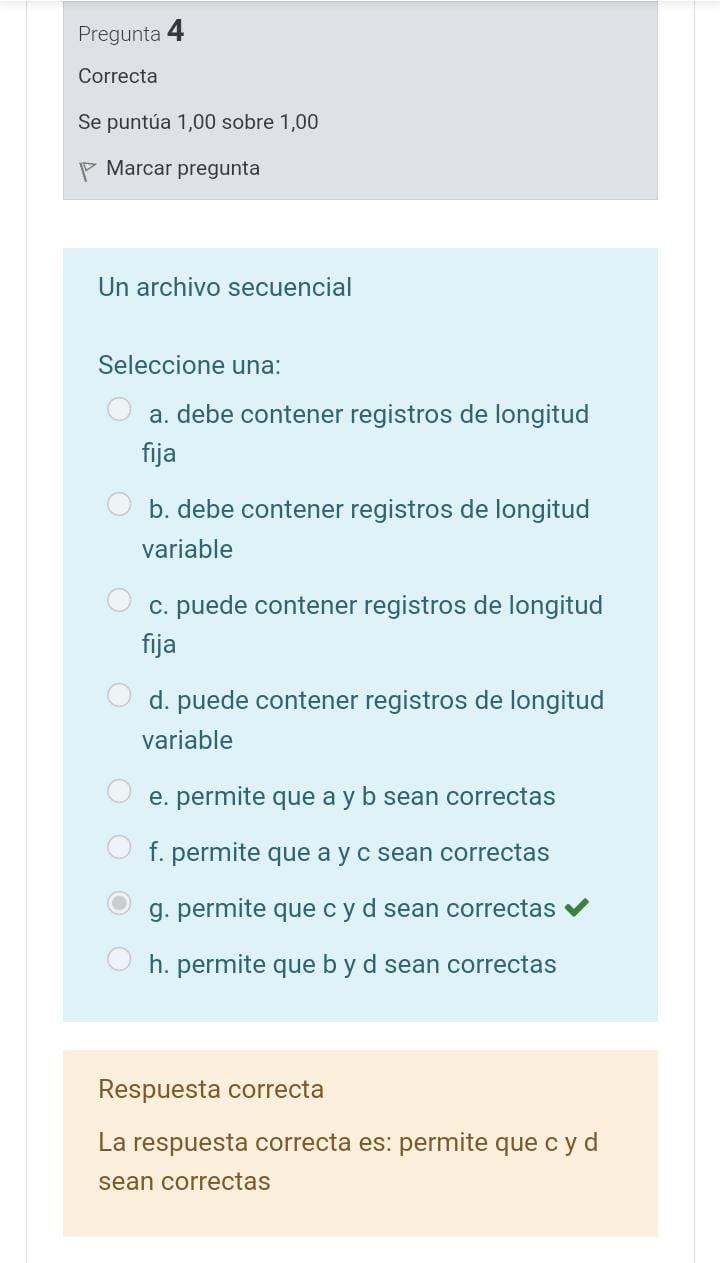 Pregunta 4
Correcta
Se puntúa 1,00 sobre 1,00
Marcar pregunta
Un archivo secuencial
Seleccione una:
a. debe contener registros de longitud
fija
b. debe contener registros de longitud
variable
c. puede contener registros de longitud
fija
d. puede contener registros de longitud
variable
e. permite que a y b sean correctas
f. permite que a y c sean correctas
g. permite que c y d sean correctas
h. permite que b y d sean correctas
Respuesta correcta
La respuesta correcta es: permite que c y d
sean correctas